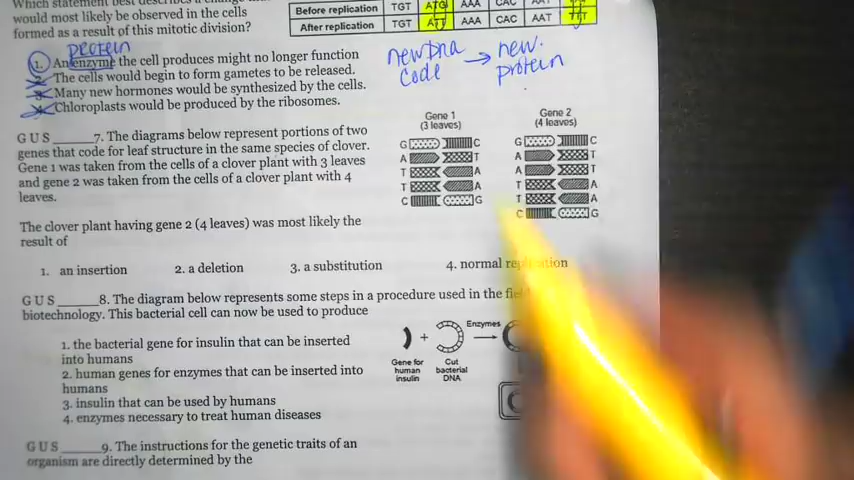 would most likely be observed in the cells
formed as a result of this mitotic division?
Before replication TGT ATG AAA CAC AAT
After replication TGT ATT AAA CAC AAT TTT
protein
1. An enzyme the cell produces might no longer function
2. The cells would begin to form gametes to be released.
3. Many new hormones would be synthesized by the cells.
4. Chloroplasts would be produced by the ribosomes.
new Dna code → new protein
G U S ______7. The diagrams below represent portions of two
genes that code for leaf structure in the same species of clover.
Gene 1 was taken from the cells of a clover plant with 3 leaves
and gene 2 was taken from the cells of a clover plant with 4
leaves.
Gene 1
(3 leaves)
G C
A T
T A
T A
C G
Gene 2
(4 leaves)
G C
A T
A T
T A
T A
C G
The clover plant having gene 2 (4 leaves) was most likely the
result of
1. an insertion 2. a deletion 3. a substitution 4. normal replication
G U S ______8. The diagram below represents some steps in a procedure used in the
biotechnology. This bacterial cell can now be used to produce
1. the bacterial gene for insulin that can be inserted
into humans
2. human genes for enzymes that can be inserted into
humans
3. insulin that can be used by humans
4. enzymes necessary to treat human diseases
+ Enzymes
Gene for
human
insulin
Cut
bacterial
DNA
G U S ______9. The instructions for the genetic traits of an
organism are directly determined by the